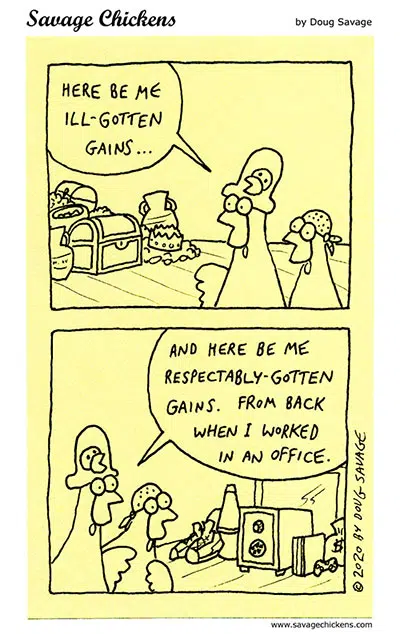 Savage Chickens
by Doug Savage
HERE BE ME
ILL-GOTTEN
GAINS...
AND HERE BE ME
RESPECTABLY-GOTTEN
GAINS. FROM BACK
WHEN I WORKED
IN AN OFFICE.
$
© 2020 BY DOUG SAVAGE
www.savagechickens.com